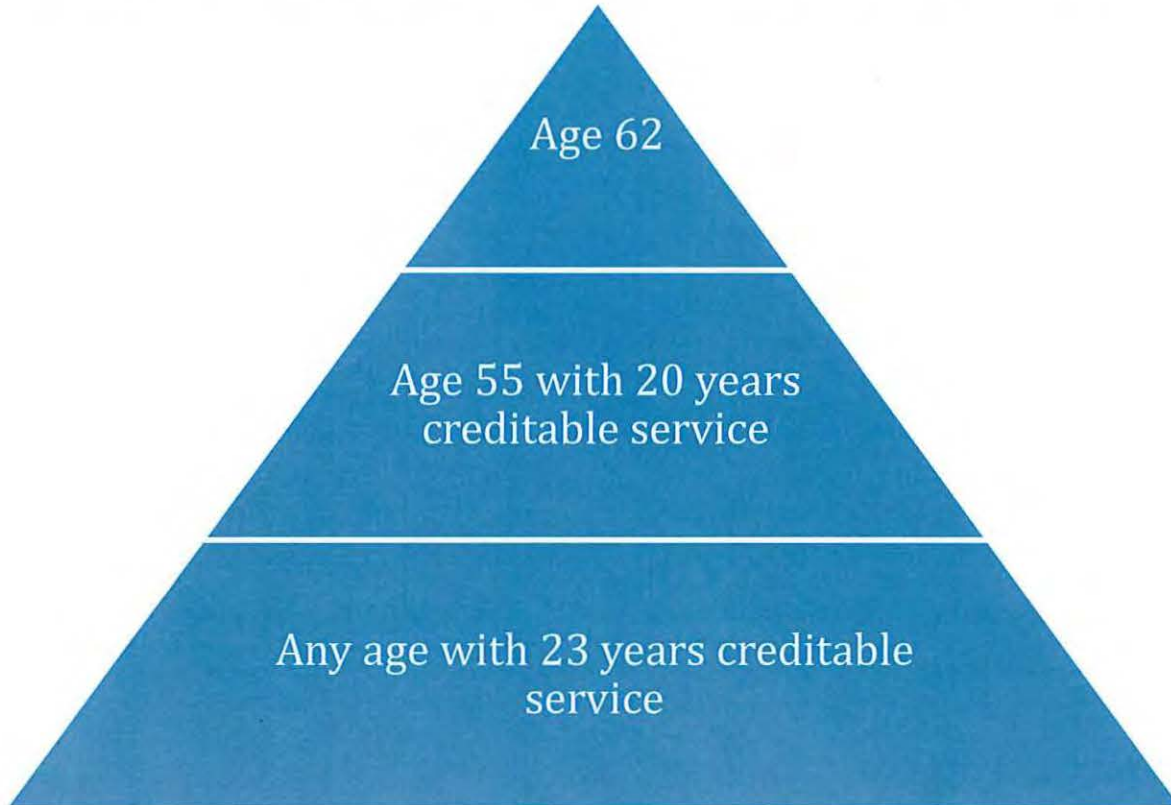 Age 62
Age 55 with 20 years
creditable service
Any age with 23 years creditable
service